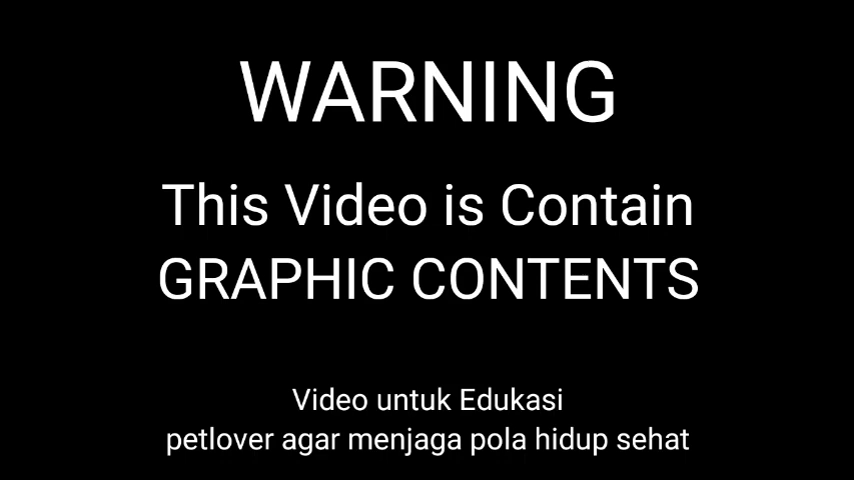 WARNING
This Video is Contain
GRAPHIC CONTENTS
Video untuk Edukasi
petlover agar menjaga pola hidup sehat